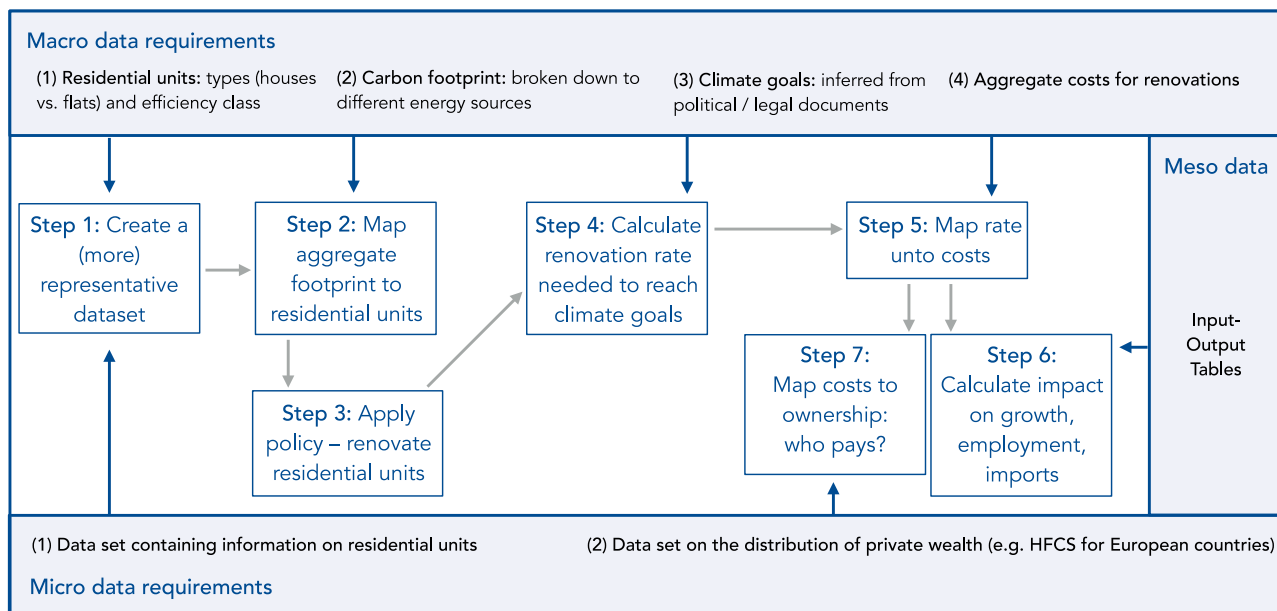 Macro data requirements
(1) Residential units: types (houses
vs. flats) and efficiency class
(2) Carbon footprint: broken down to
different energy sources
(3) Climate goals: inferred from
political / legal documents
(4) Aggregate costs for renovations
Meso data
Input-
Output
Tables
Step 1: Create a
(more)
representative
dataset
Step 2: Map
aggregate
footprint to
residential units
Step 3: Apply
policy – renovate
residential units
Step 4: Calculate
renovation rate
needed to reach
climate goals
Step 5: Map rate
unto costs
Step 7:
Map costs to
ownership:
who pays?
Step 6:
Calculate impact
on growth,
employment,
imports
(1) Data set containing information on residential units
(2) Data set on the distribution of private wealth (e.g. HFCS for European countries)
Micro data requirements